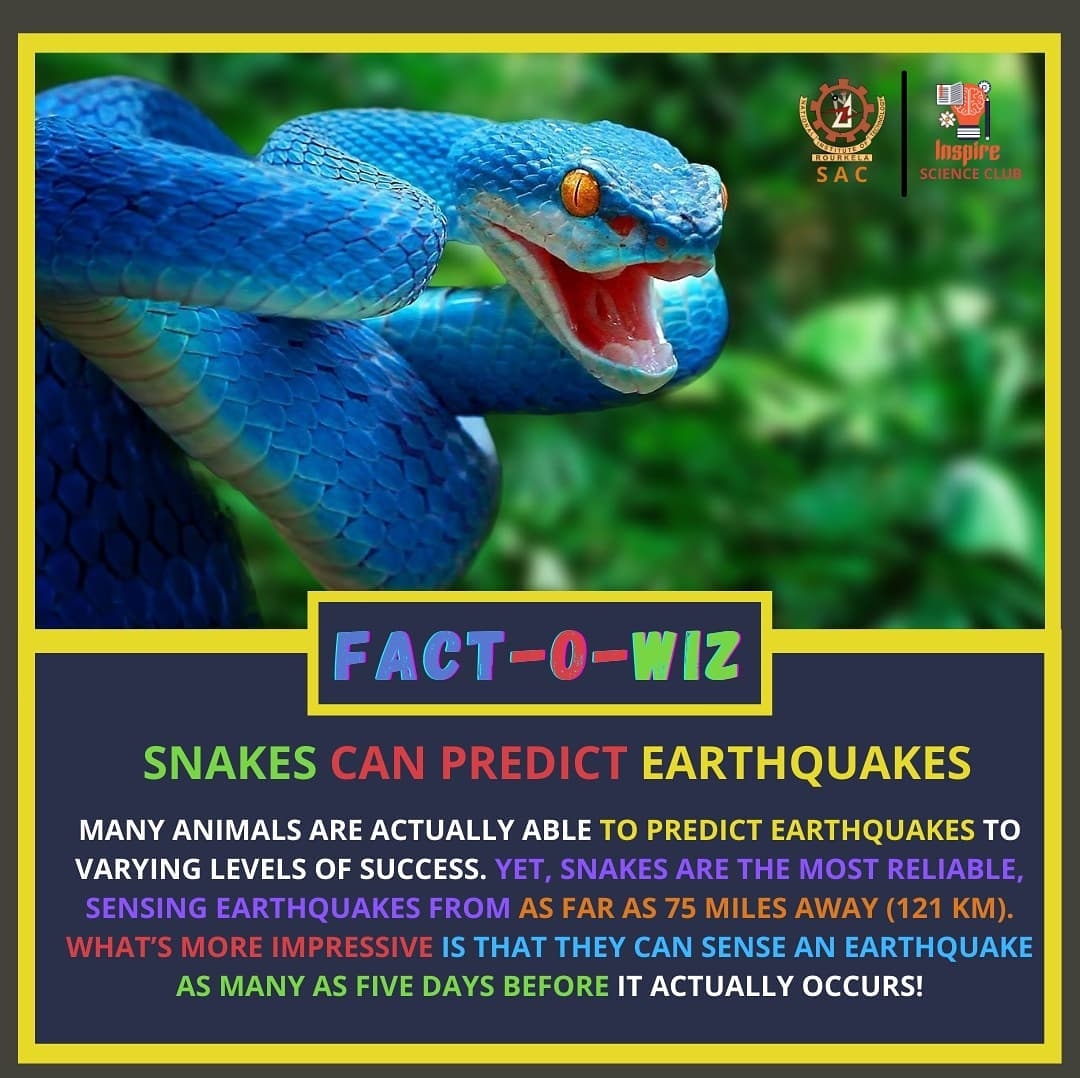 NATIONAL INSTITUTE OF TECHNOLOGY
ROURKELA
SAC
Inspire
SCIENCE CLUB
FACT-O-WIZ
SNAKES CAN PREDICT EARTHQUAKES
MANY ANIMALS ARE ACTUALLY ABLE TO PREDICT EARTHQUAKES TO
VARYING LEVELS OF SUCCESS. YET, SNAKES ARE THE MOST RELIABLE,
SENSING EARTHQUAKES FROM AS FAR AS 75 MILES AWAY (121 KM).
WHAT'S MORE IMPRESSIVE IS THAT THEY CAN SENSE AN EARTHQUAKE
AS MANY AS FIVE DAYS BEFORE IT ACTUALLY OCCURS!